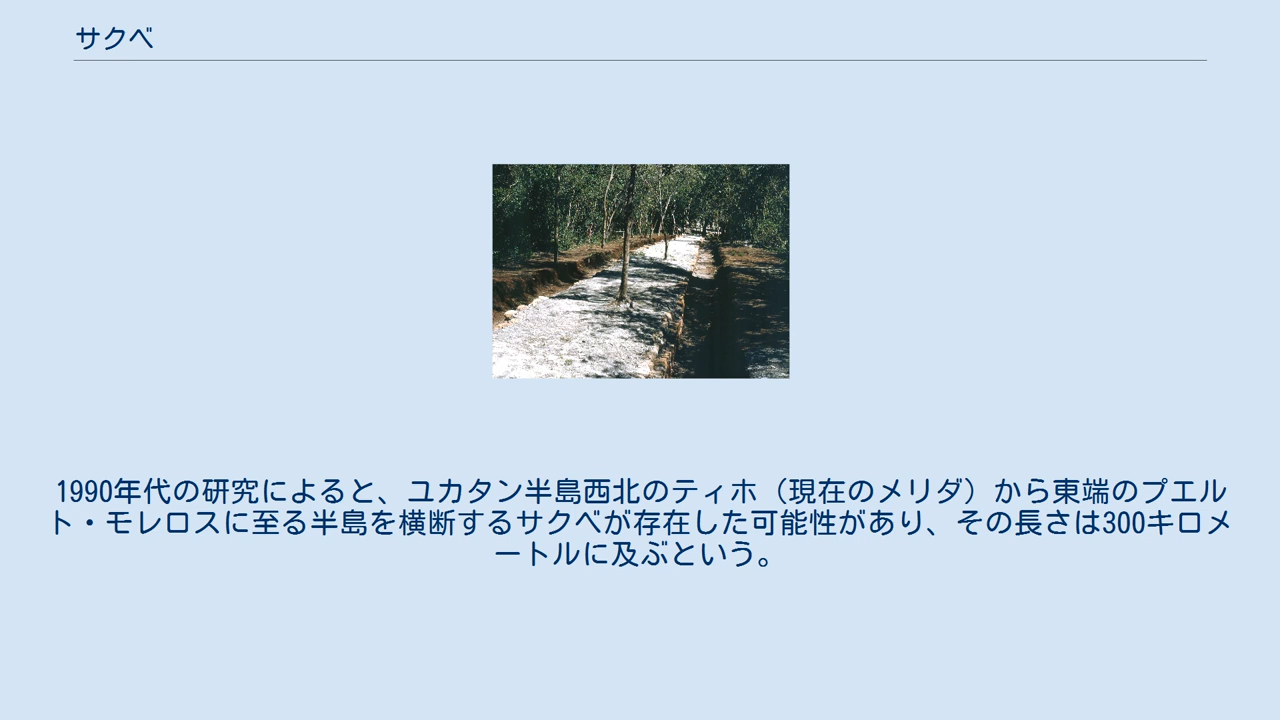 サクベ
1990年代の研究によると、ユカタン半島西北のティホ（現在のメリダ）から東端のプエル
ト・モレロスに至る半島を横断するサクベが存在した可能性があり、その長さは300キロメ
ートルに及ぶという。